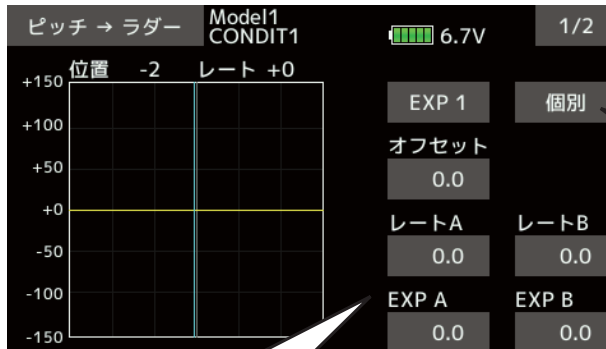 ピッチ → ラダー
Model1
CONDIT1
6.7V
1/2
位置 -2 レート +0
+150
+100
+50
+0
-50
-100
-150
EXP 1
個別
オフセット
0.0
レートA
レートB
0.0
0.0
EXP A
EXP B
0.0
0.0